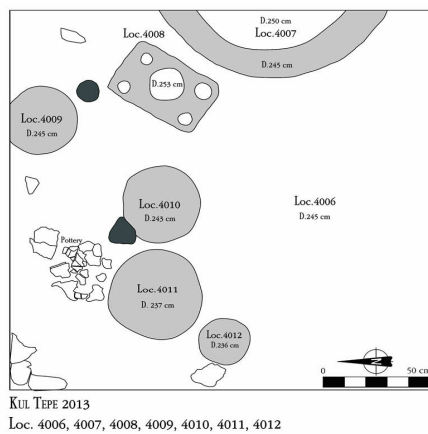 D.250 cm
Loc.4007
D.245 cm
Loc.4008
D.253 cm
Loc.4009
D.245 cm
Loc.4010
D.243 cm
Loc.4006
D.245 cm
Pottery
Loc.4011
D. 237 cm
Loc.4012
D.236 cm
N
0 50 cm
KUL TEPE 2013
Loc. 4006, 4007, 4008, 4009, 4010, 4011, 4012